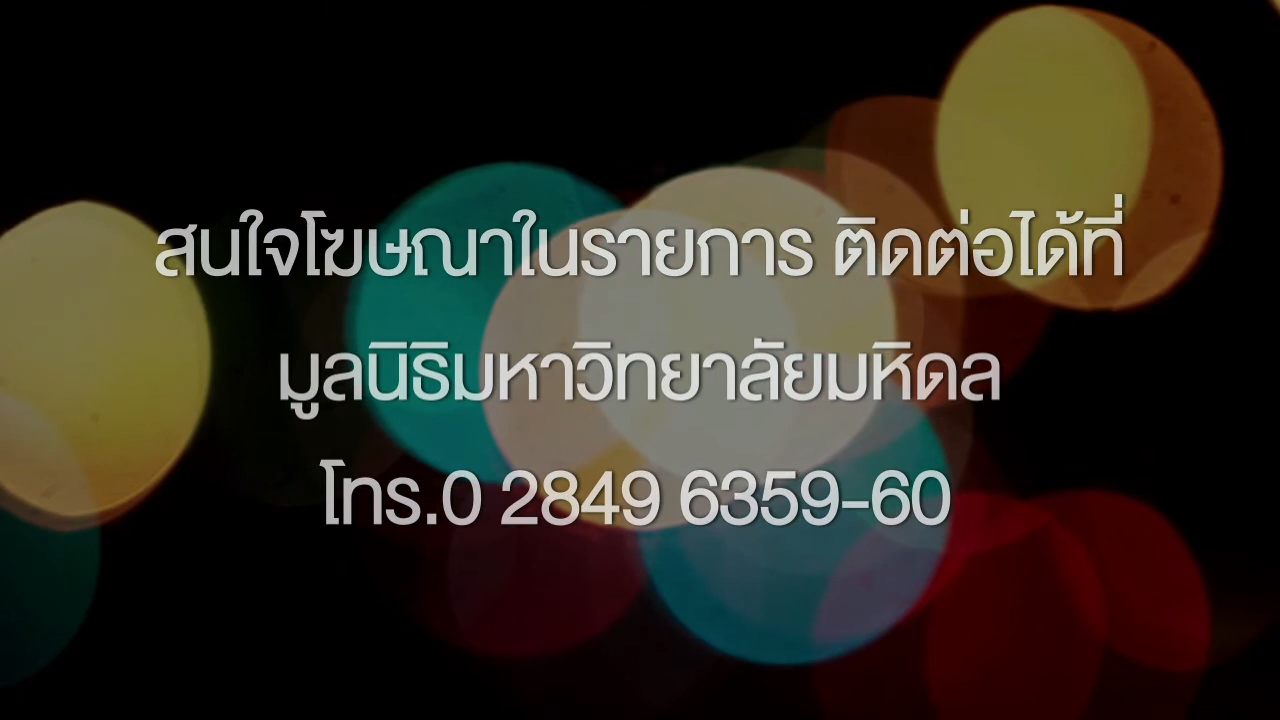 สนใจโฆษณาในรายการ ติดต่อได้ที่
มูลนิธิมหาวิทยาลัยมหิดล
โทร.0 2849 6359-60